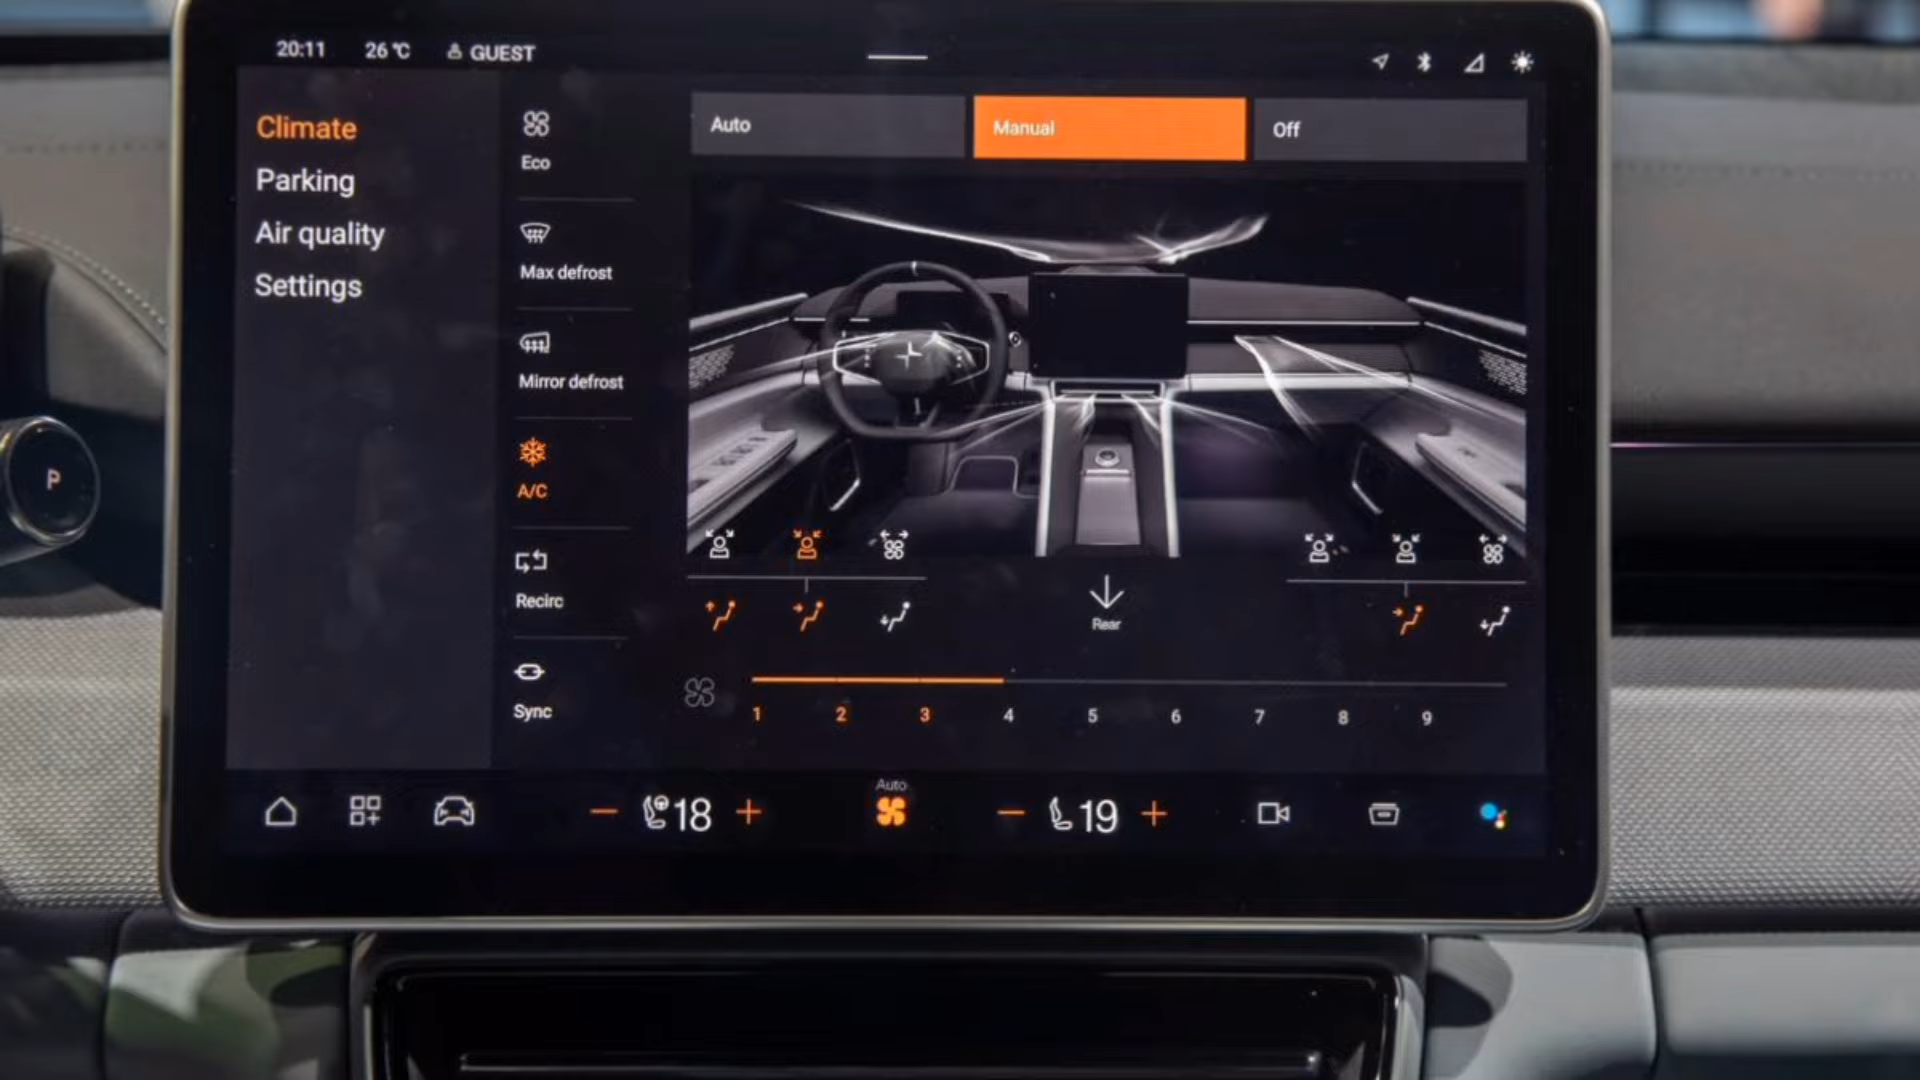 20:11 26 °C GUEST
Climate
Parking
Air quality
Settings
Eco
Max defrost
Mirror defrost
A/C
Recirc
Sync
Auto Manual Off
Rear
1 2 3 4 5 6 7 8 9
Auto
18 19
P